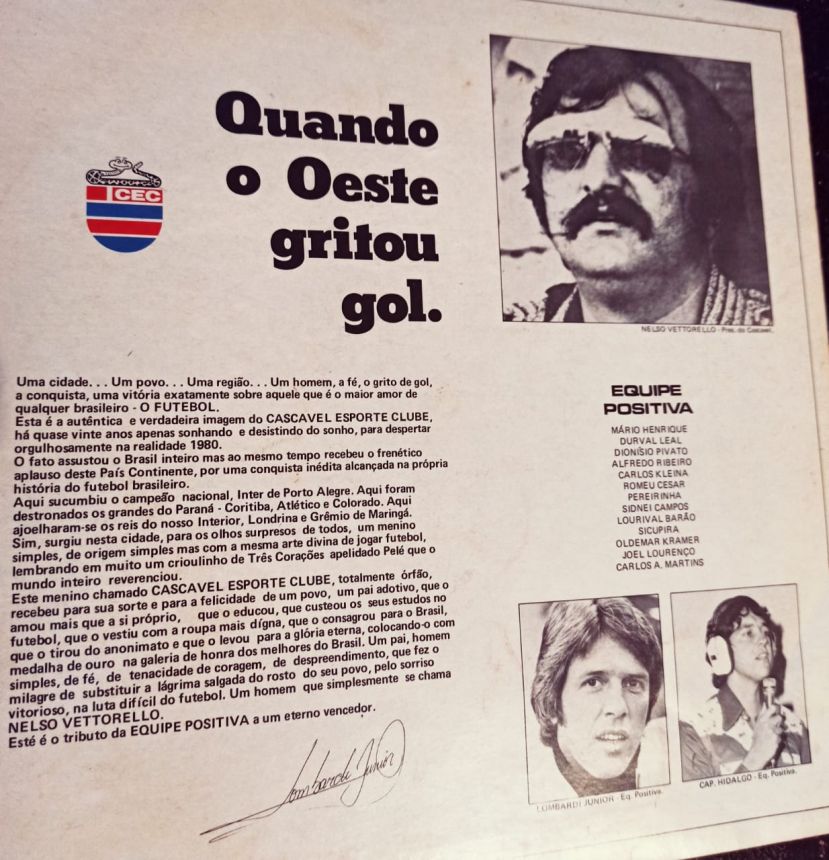 Quando
o Oeste
gritou
gol.
CEC
NELSO VETTORELLO - Pres. do Cascavel.
Uma cidade. . . Um povo. . . Uma região. . . Um homem, a fé, o grito de gol,
a conquista, uma vitória exatamente sobre aquele que é o maior amor de
qualquer brasileiro - O FUTEBOL.
Esta é a autêntica e verdadeira imagem do CASCAVEL ESPORTE CLUBE,
há quase vinte anos apenas sonhando e desistindo do sonho, para despertar
orgulhosamente na realidade 1980.
O fato assustou o Brasil inteiro mas ao mesmo tempo recebeu o frenético
aplauso deste País Continente, por uma conquista inédita alcançada na própria
história do futebol brasileiro.
Aqui sucumbiu o campeão nacional, Inter de Porto Alegre. Aqui foram
destronados os grandes do Paraná - Coritiba, Atlético e Colorado. Aqui
ajoelharam-se os reis do nosso Interior, Londrina e Grêmio de Maringá.
Sim, surgiu nesta cidade, para os olhos surpresos de todos, um menino
simples, de origem simples mas com a mesma arte divina de jogar futebol,
lembrando em muito um crioulinho de Três Corações apelidado Pelé que o
mundo inteiro reverenciou.
Este menino chamado CASCAVEL ESPORTE CLUBE, totalmente órfão,
recebeu para sua sorte e para a felicidade de um povo, um pai adotivo, que o
amou mais que a si próprio, que o educou, que custeou os seus estudos no
futebol, que o vestiu com a roupa mais dígna, que o consagrou para o Brasil,
que o tirou do anonimato e que o levou para a glória eterna, colocando-o com
medalha de ouro na galeria de honra dos melhores do Brasil. Um pai, homem
simples, de fé, de tenacidade de coragem, de despreendimento, que fez o
milagre de substituir a lágrima salgada do rosto do seu povo, pelo sorriso
vitorioso, na luta difícil do futebol. Um homem que simplesmente se chama
NELSO VETTORELLO.
Esté é o tributo da EQUIPE POSITIVA a um eterno vencedor.
Lombardi Junior
EQUIPE
POSITIVA
MÁRIO HENRIQUE
DURVAL LEAL
DIONÍSIO PIVATO
ALFREDO RIBEIRO
CARLOS KLEINA
ROMEU CESAR
PEREIRINHA
SIDNEI CAMPOS
LOURIVAL BARÃO
SICUPIRA
OLDEMAR KRAMER
JOEL LOURENÇO
CARLOS A. MARTINS
LOMBARDI JUNIOR - Eq. Positiva.
CAP. HIDALGO - Eq. Positiva.